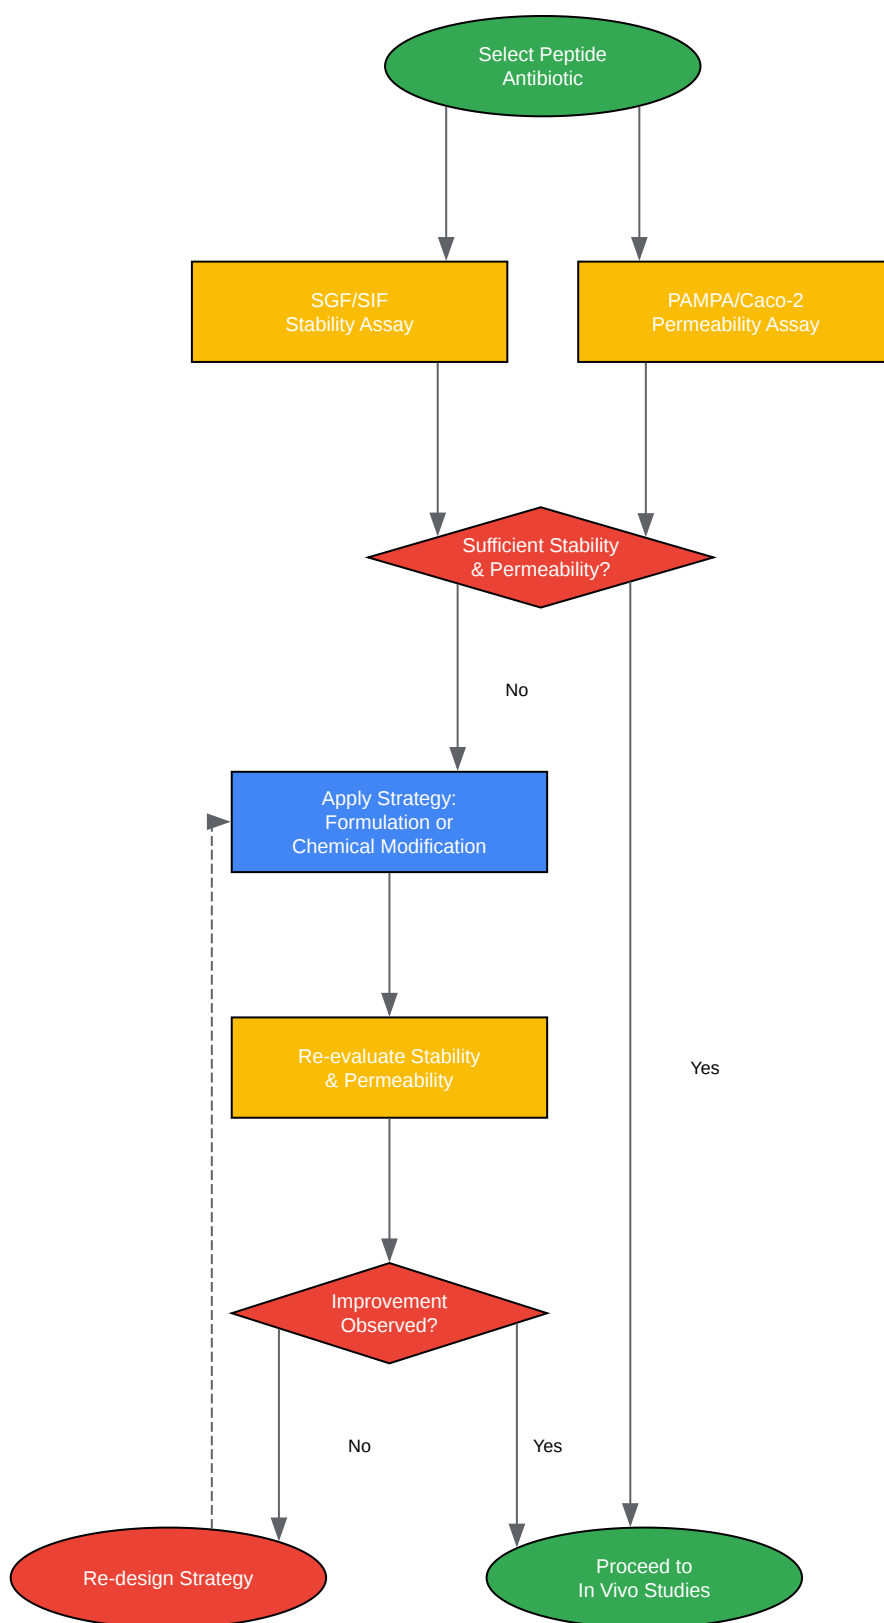 Select Peptide
Antibiotic
SGF/SIF
Stability Assay
PAMPA/Caco-2
Permeability Assay
Sufficient Stability
& Permeability?
No
Apply Strategy:
Formulation or
Chemical Modification
Re-evaluate Stability
& Permeability
Yes
Improvement
Observed?
No
Yes
Re-design Strategy
Proceed to
In Vivo Studies